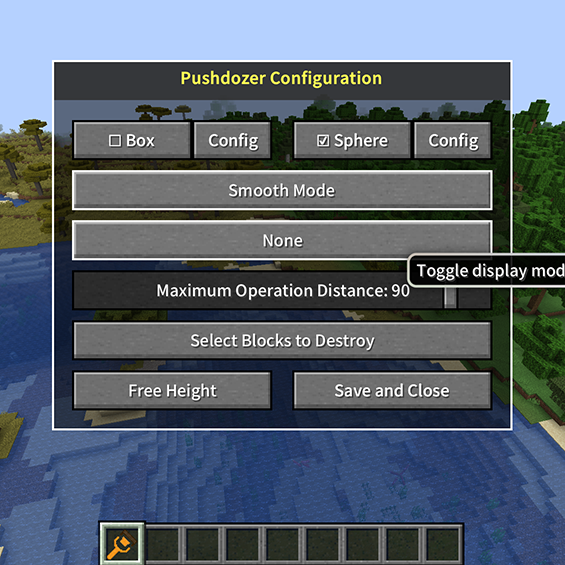 Pushdozer Configuration
☐ Box
Config
☑ Sphere
Config
Smooth Mode
None
Toggle display mod
Maximum Operation Distance: 90
Select Blocks to Destroy
Free Height
Save and Close